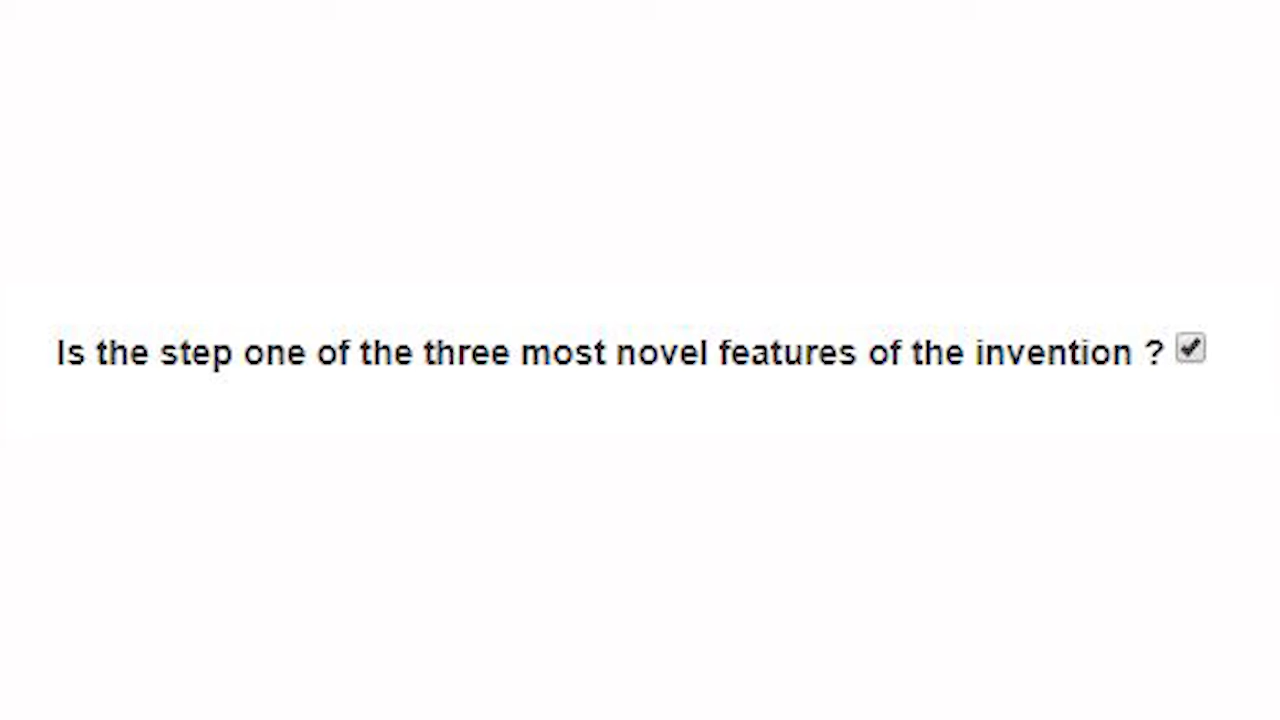 Is the step one of the three most novel features of the invention ?